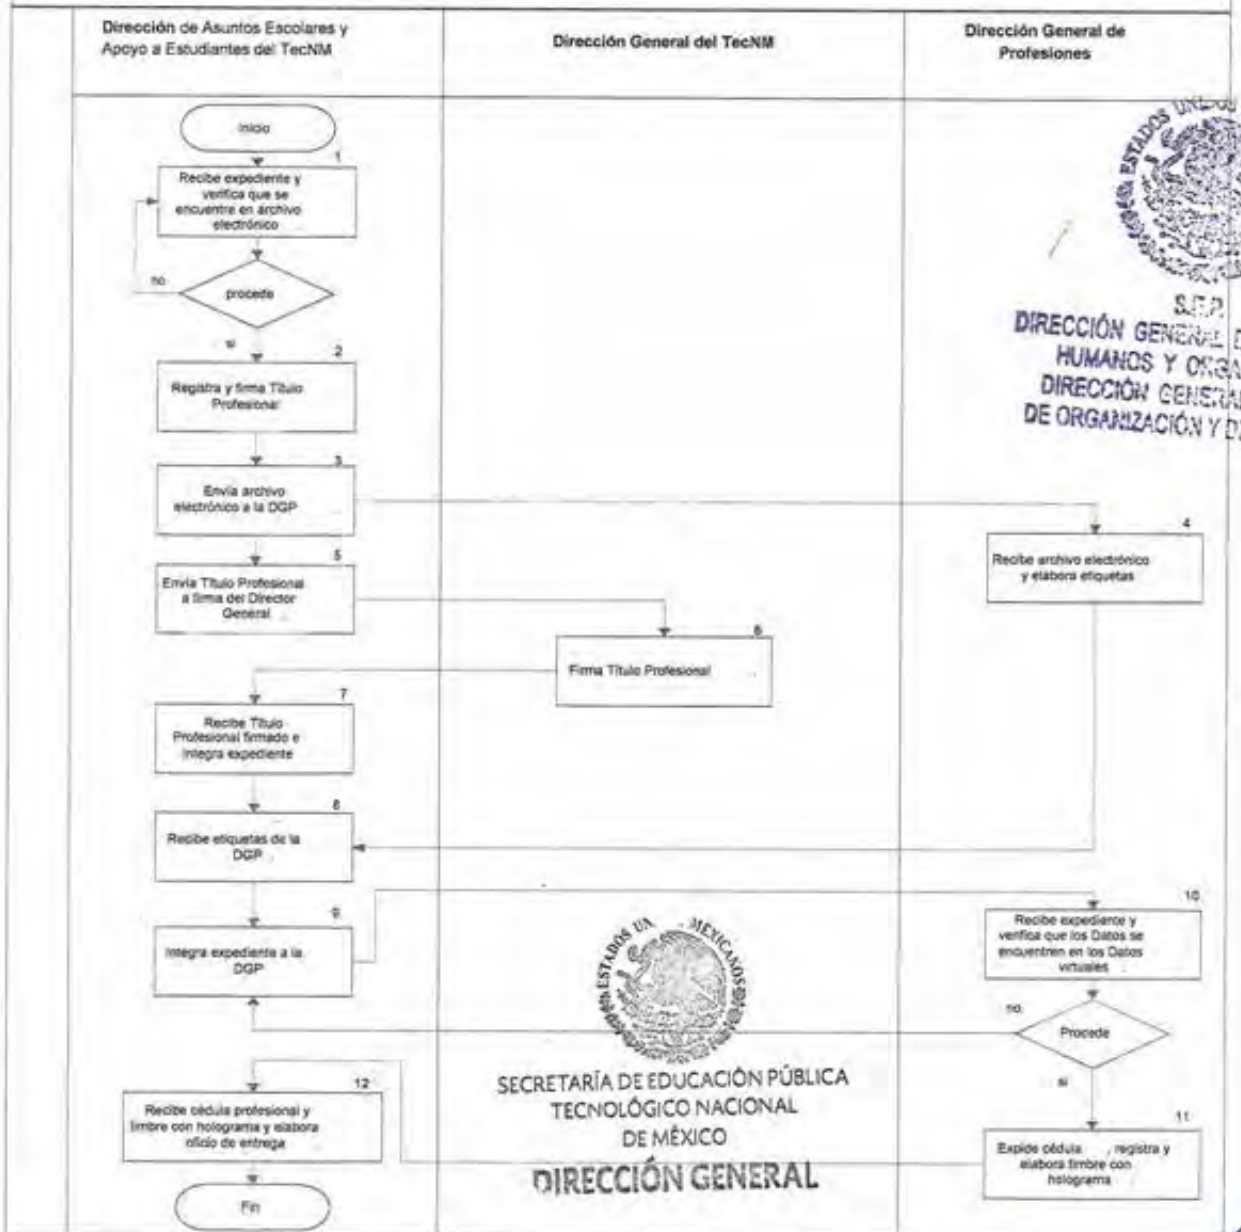 Dirección de Asuntos Escolares y
Apoyo a Estudiantes del TecNM
Dirección General del TecNM
Dirección General de
Profesiones
Inicio
1
Recibe expediente y
verifica que se
encuentre en archivo
electrónico
no
procede
si
2
Registra y firma Título
Profesional
3
Envía archivo
electrónico a la DGP
4
Recibe archivo electrónico
y elabora etiquetas
5
Envía Título Profesional
a firma del Director
General
6
Firma Título Profesional
7
Recibe Título
Profesional firmado e
integra expediente
8
Recibe etiquetas de la
DGP
9
Integra expediente a la
DGP
10
Recibe expediente y
verifica que los Datos se
encuentren en los Datos
virtuales
no
Procede
si
11
Expide cédula , registra y
elabora timbre con
holograma
12
Recibe cédula profesional y
timbre con holograma y elabora
oficio de entrega
Fin
ESTADOS
S.E.P.
DIRECCIÓN GENERAL
HUMANOS Y
DIRECCIÓN GENERAL
DE ORGANIZACIÓN Y
ESTADOS MEXICANOS
SECRETARÍA DE EDUCACIÓN PÚBLICA
TECNOLÓGICO NACIONAL
DE MÉXICO
DIRECCIÓN GENERAL